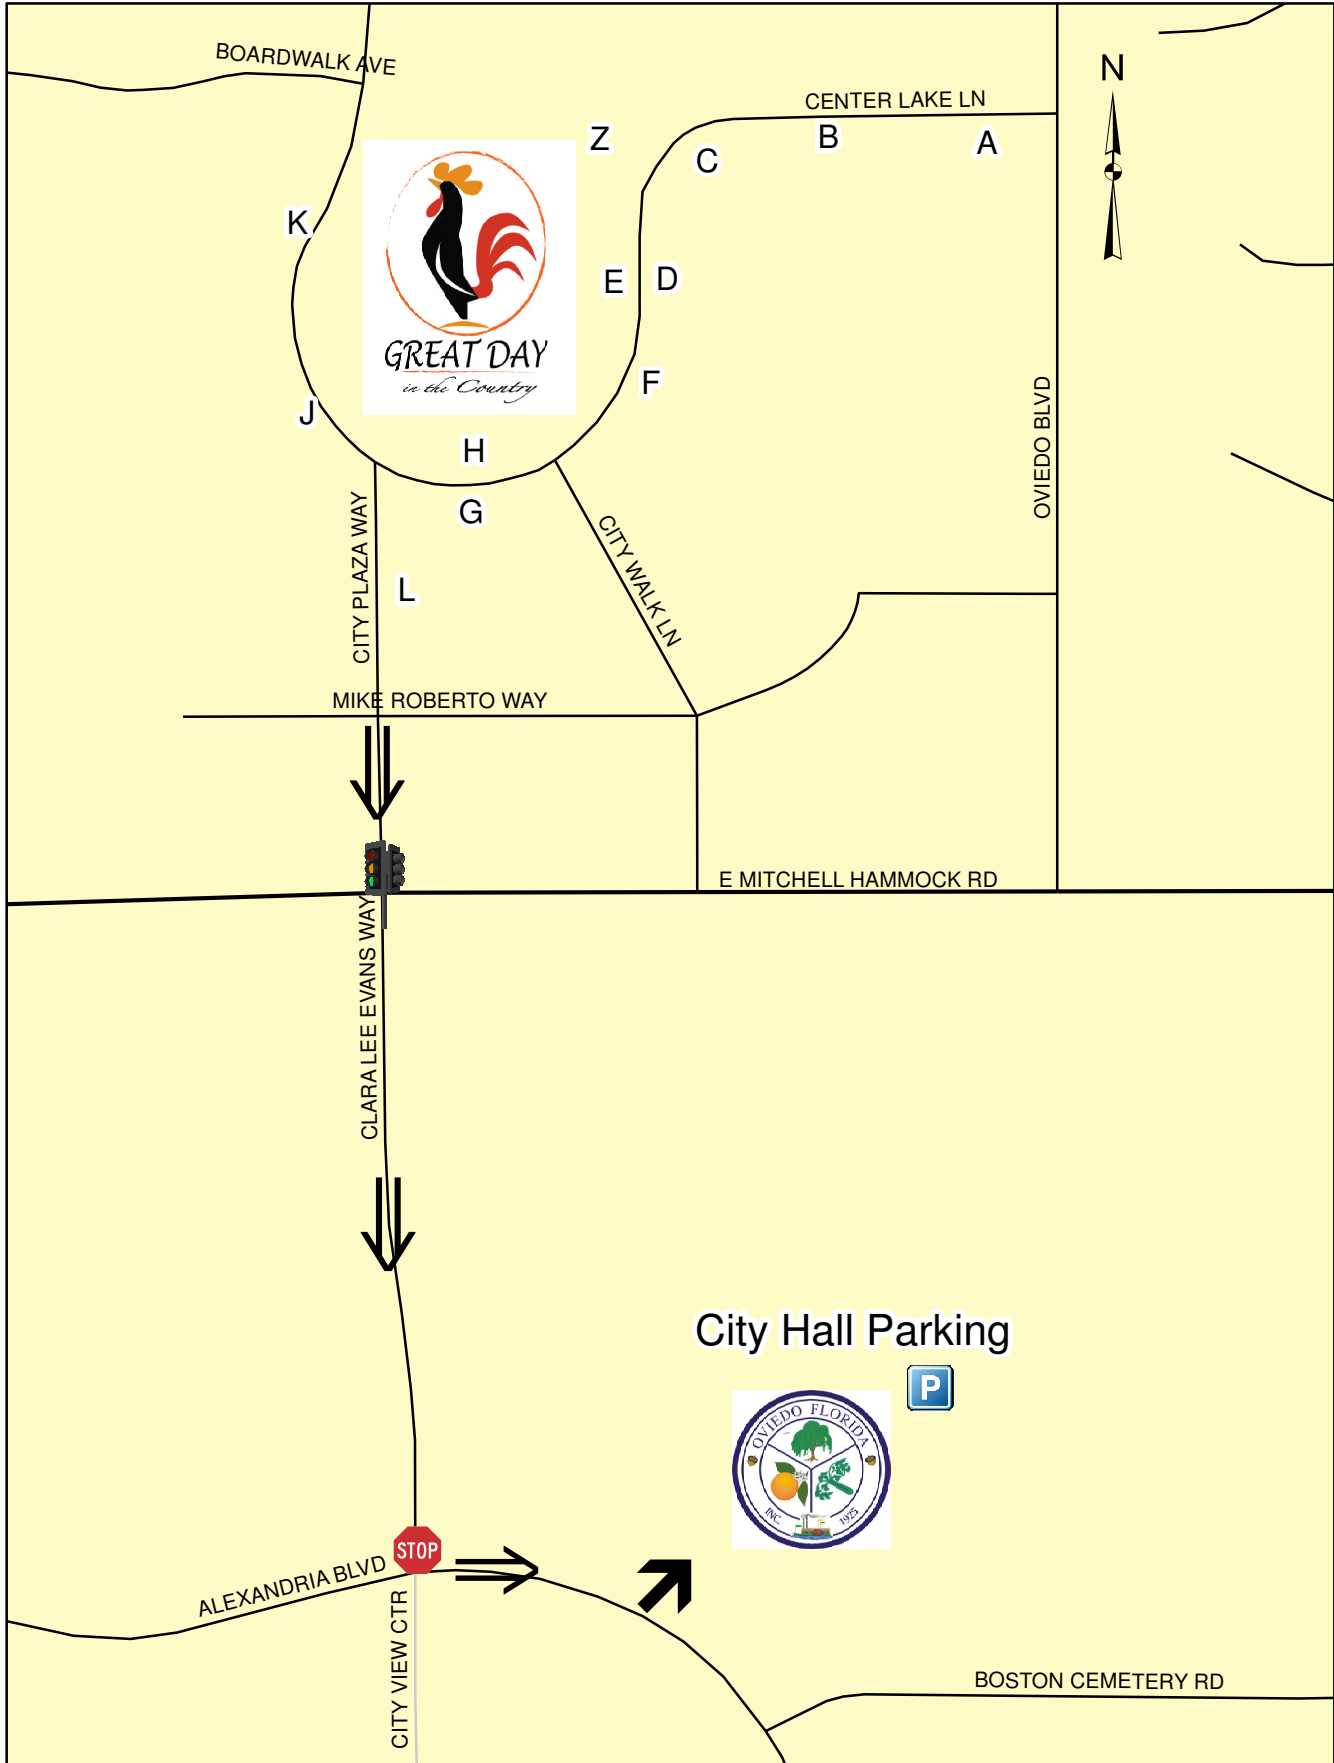 BOARDWALK AVE
N
CENTER LAKE LN
Z
B
A
C
K
E
D
GREAT DAY
in the Country
F
J
OVIEDO BLVD
H
G
CITY PLAZA WAY
CITY WALK LN
L
MIKE ROBERTO WAY
E MITCHELL HAMMOCK RD
CLARA LEE EVANS WAY
City Hall Parking
P
OVIEDO FLORIDA
INC. 1925
STOP
ALEXANDRIA BLVD
CITY VIEW CTR
BOSTON CEMETERY RD